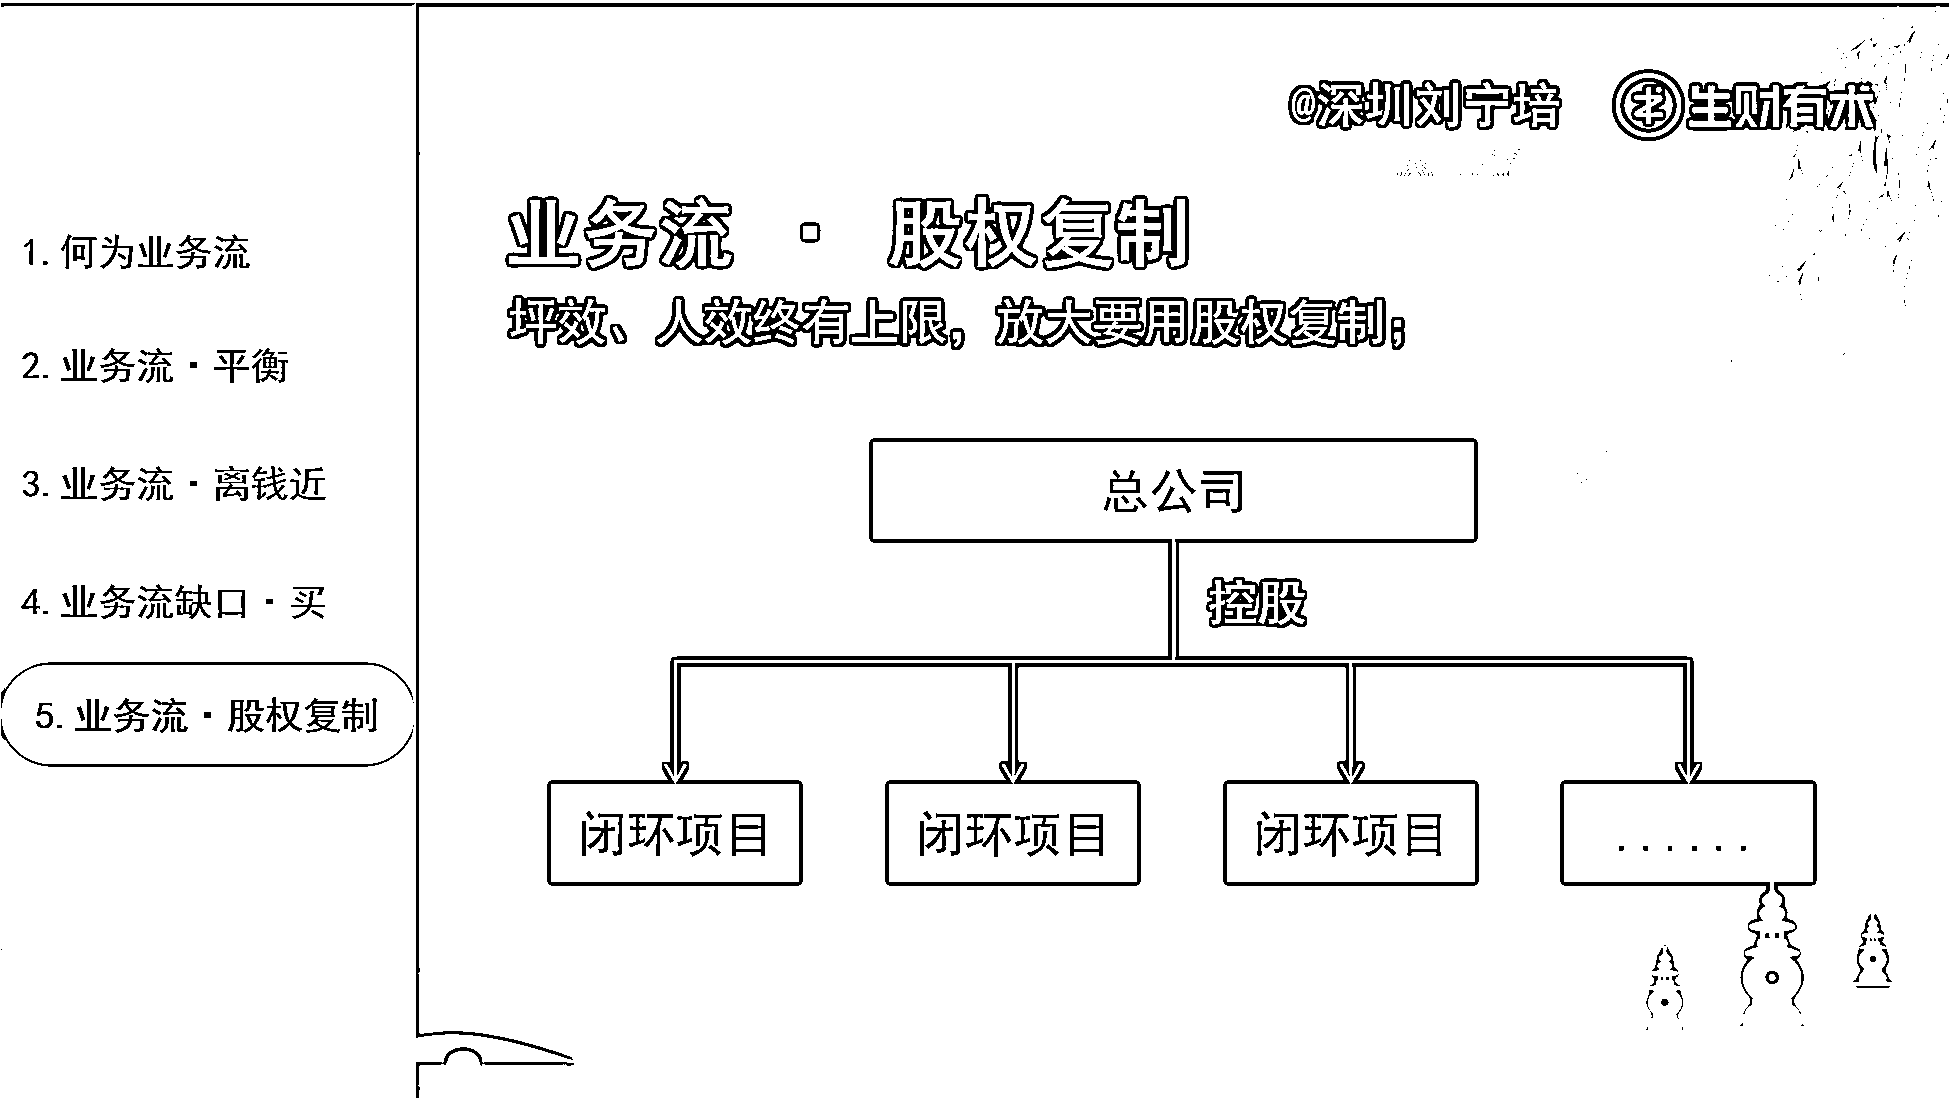 @深圳刘宁培 生财有术
1.何为业务流
2.业务流·平衡
3.业务流·离钱近
4.业务流缺口·买
5.业务流·股权复制
业务流 · 股权复制
坪效、人效终有上限，放大要用股权复制；
总公司
控股
闭环项目 闭环项目 闭环项目 ......